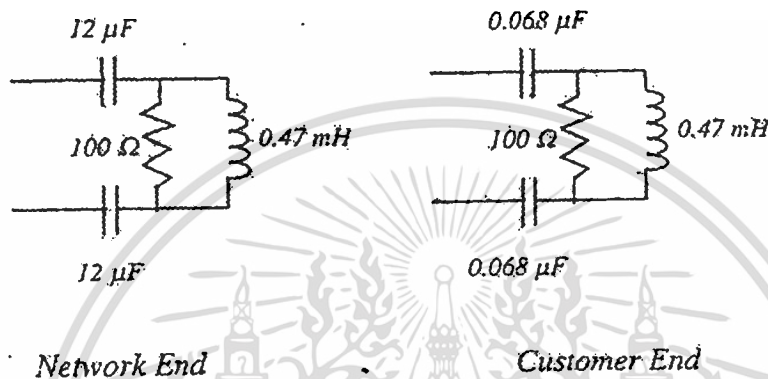 12 µF
100 Ω
0.47 mH
12 µF
Network End
0.068 µF
100 Ω
0.47 mH
0.068 µF
Customer End